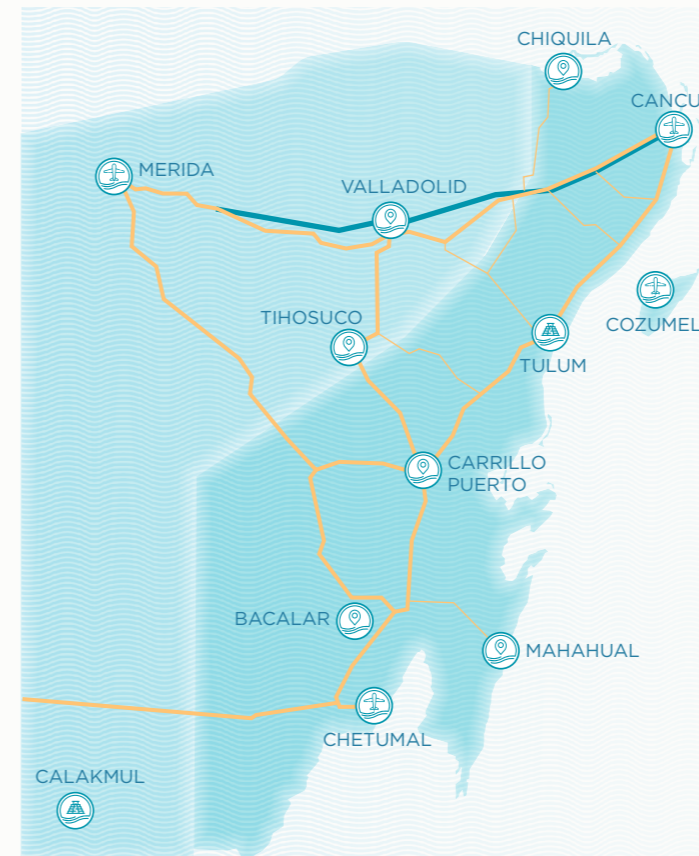 CHIQUILA
CANCU
MERIDA
VALLADOLID
TIHOSUCO
COZUMEL
TULUM
CARRILLO
PUERTO
BACALAR
MAHAHUAL
CHETUMAL
CALAKMUL